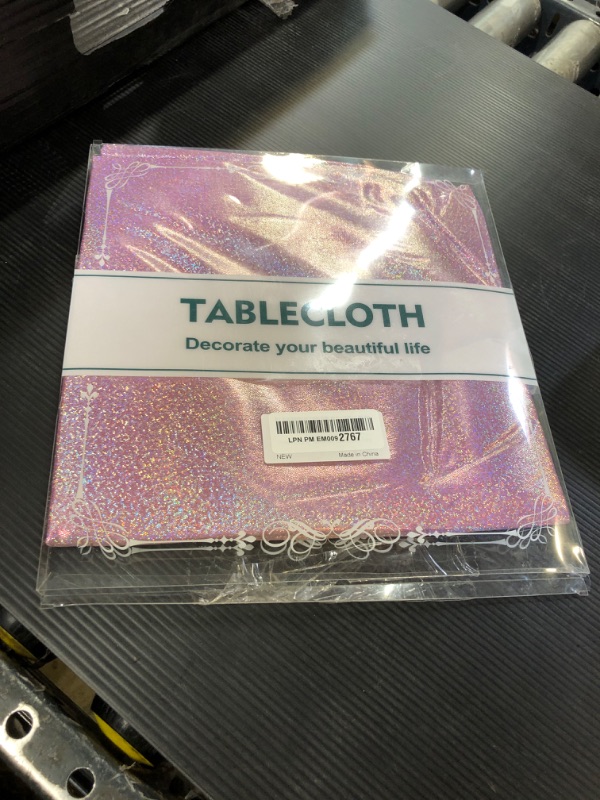 TABLECLOTH
Decorate your beautiful life
LPN PM EM0092767
NEW Made in China